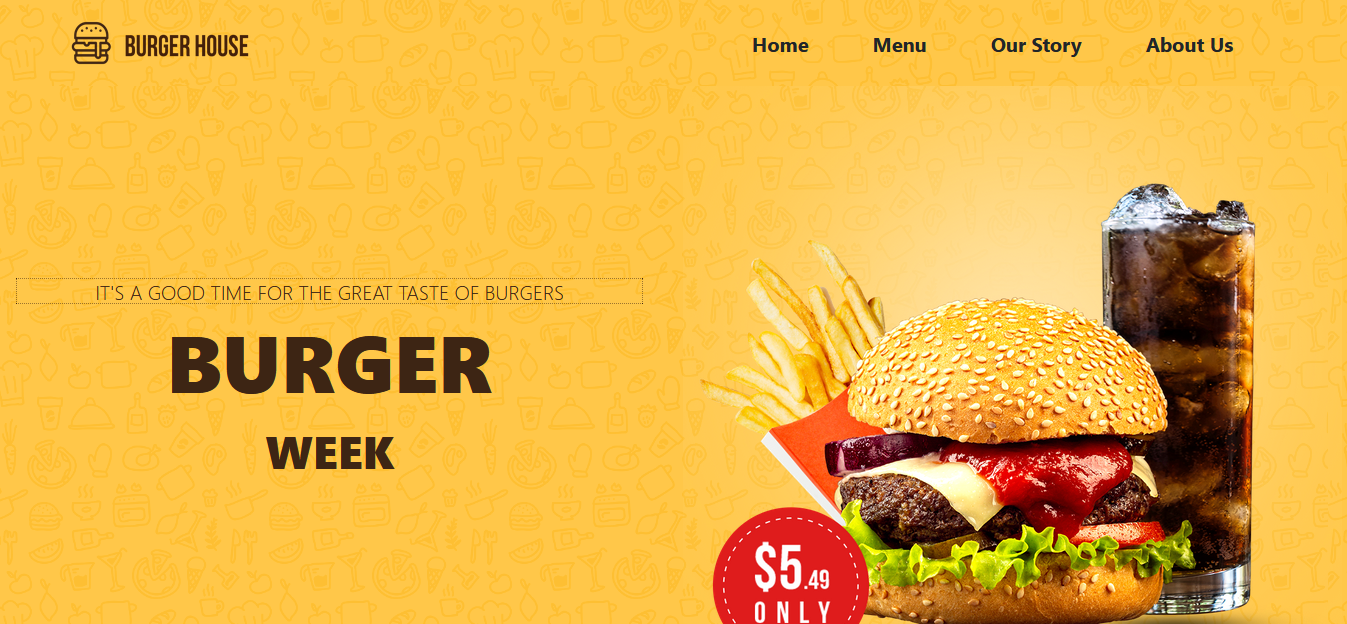 BURGER HOUSE
Home Menu Our Story About Us
IT'S A GOOD TIME FOR THE GREAT TASTE OF BURGERS
BURGER
WEEK
$5.49
ONLY